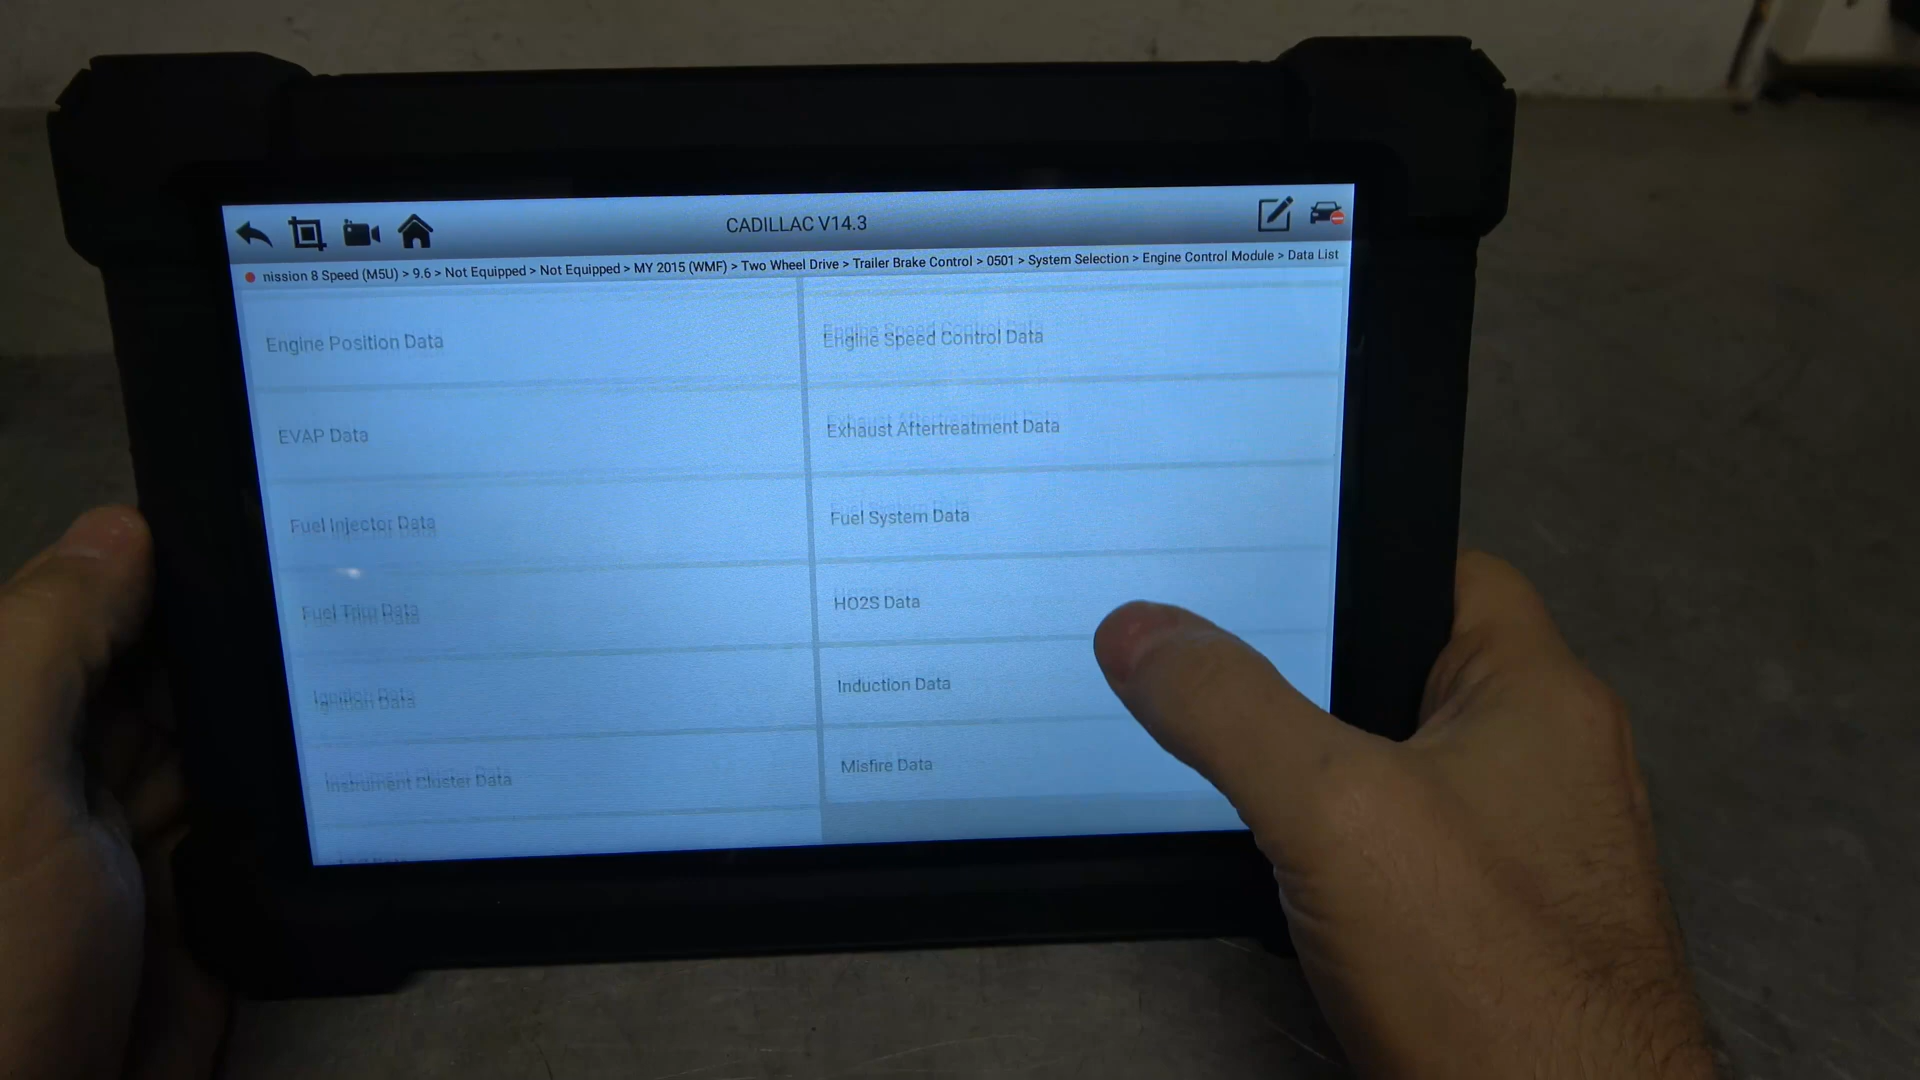 CADILLAC V14.3
nission 8 Speed (M5U) > 9.6 > Not Equipped > Not Equipped > MY 2015 (WMF) > Two Wheel Drive > Trailer Brake Control > 0501 > System Selection > Engine Control Module > Data List
Engine Position Data
Engine Speed Control Data
EVAP Data
Exhaust Aftertreatment Data
Fuel Injector Data
Fuel System Data
Fuel Trim Data
HO2S Data
Ignition Data
Induction Data
Instrument Cluster Data
Misfire Data